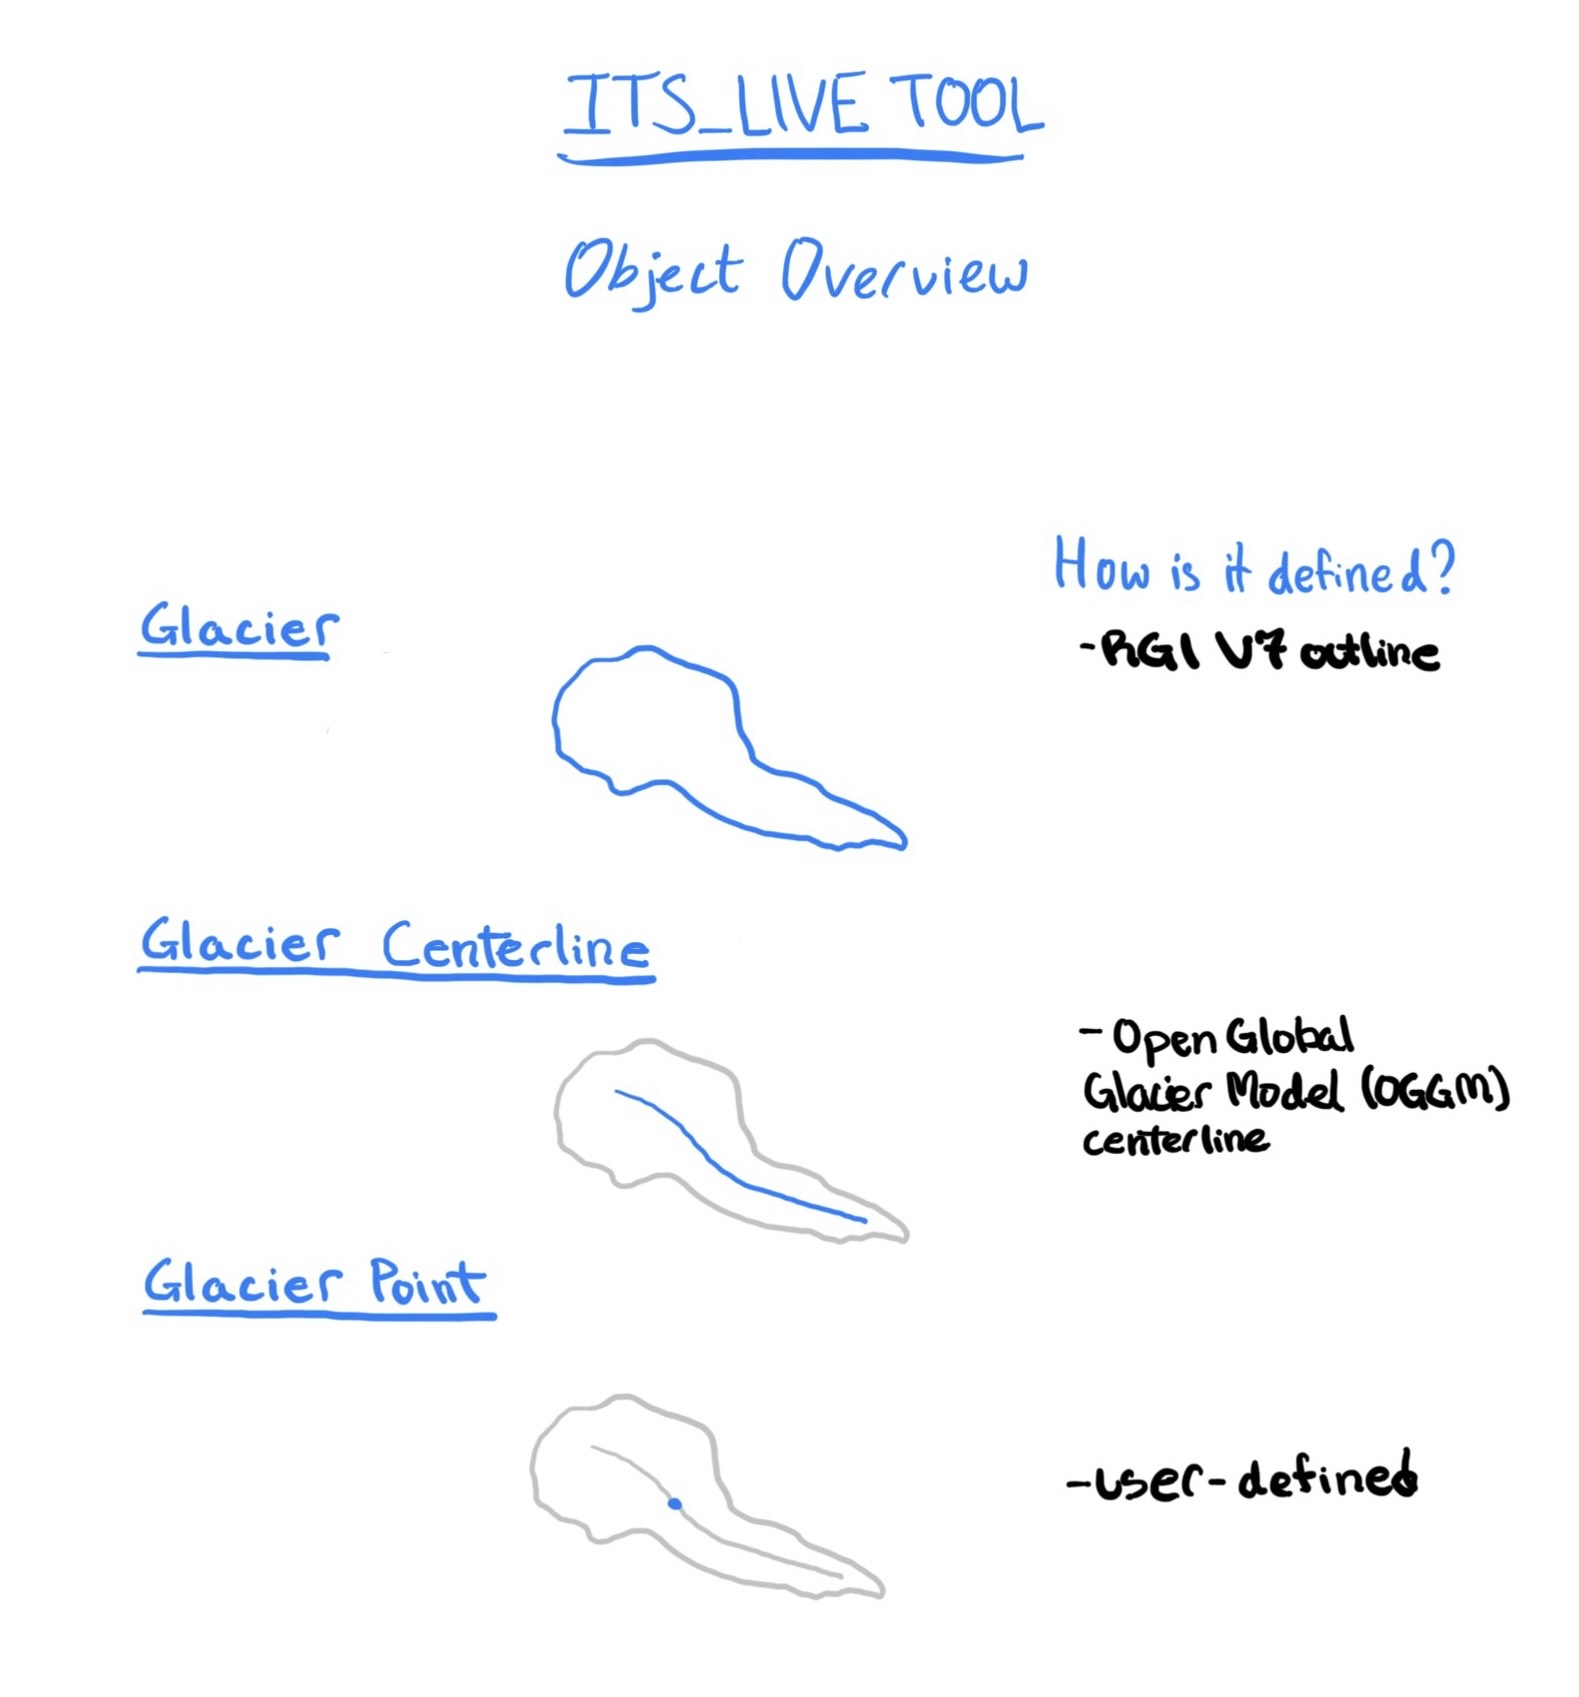 ITS_LIVE TOOL
Object Overview
How is it defined?
Glacier
-RGI V7 outline
Glacier Centerline
- Open Global
Glacier Model (OGGM)
centerline
Glacier Point
-user-defined